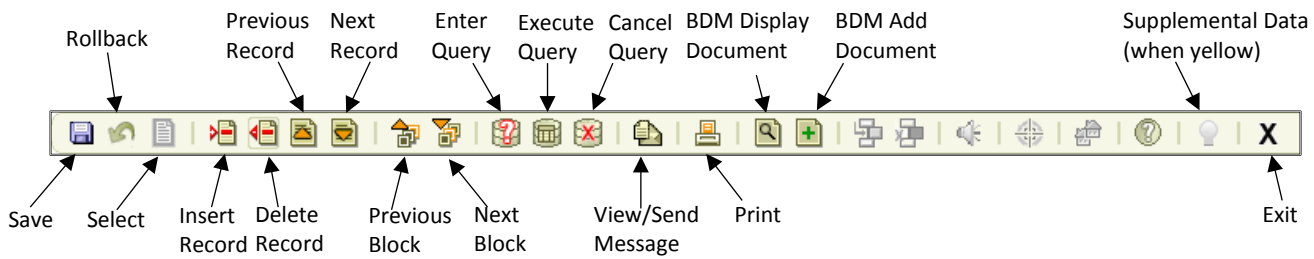 Rollback
Previous
Record
Next
Record
Enter
Query
Execute
Query
Cancel
Query
BDM Display
Document
BDM Add
Document
Supplemental Data
(when yellow)
X
Save
Select
Insert
Record
Delete
Record
Previous
Block
Next
Block
View/Send
Message
Print
Exit